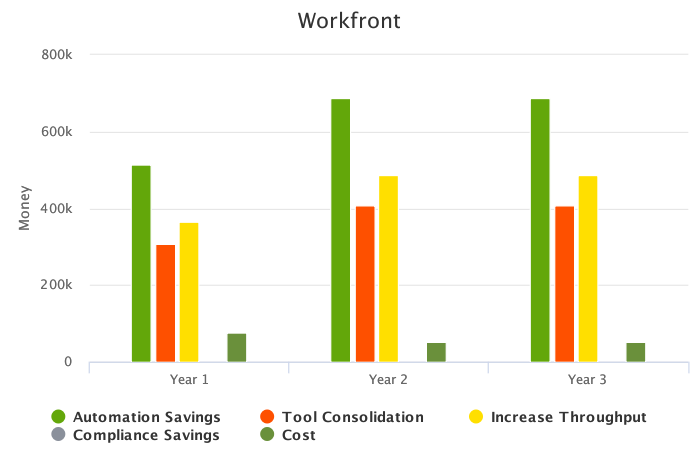 Workfront
800k
600k
400k
200k
0
Money
Year 1 Year 2 Year 3
Automation Savings Tool Consolidation Increase Throughput
Compliance Savings Cost